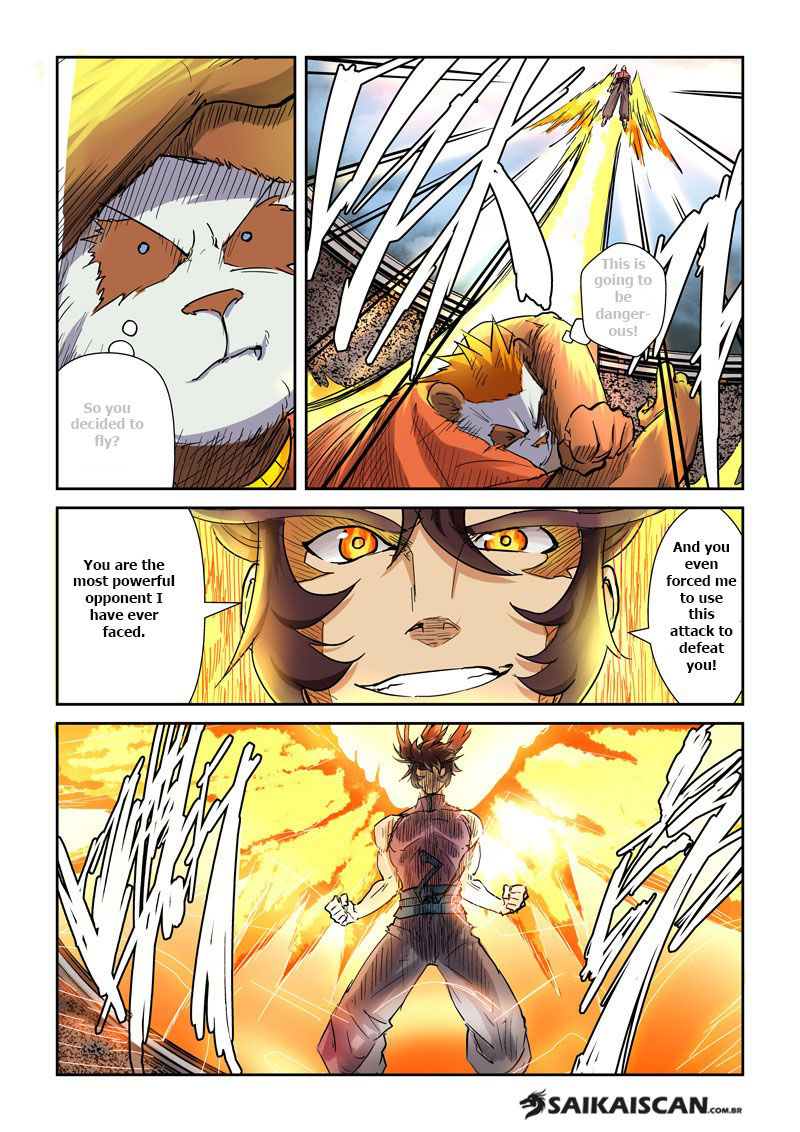 So you
decided to
fly?
This is
going to
be
danger-
ous!
You are the
most powerful
opponent I
have ever
faced.
And you
even
forced me
to use
this
attack to
defeat
you!
SAIKAISCAN.COM.BR